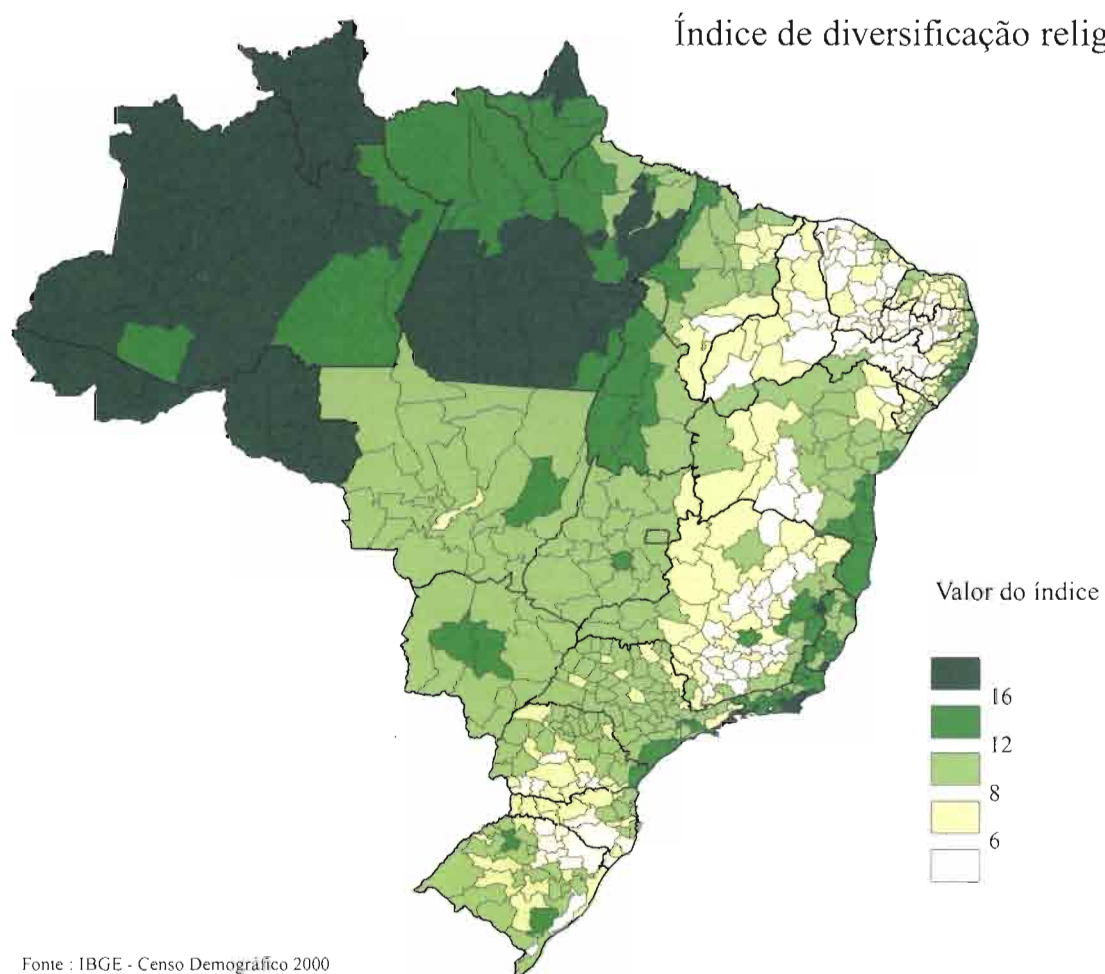 Índice de diversificação relig
Valor do índice
16
12
8
6
Fonte : IBGE - Censo Demográfico 2000